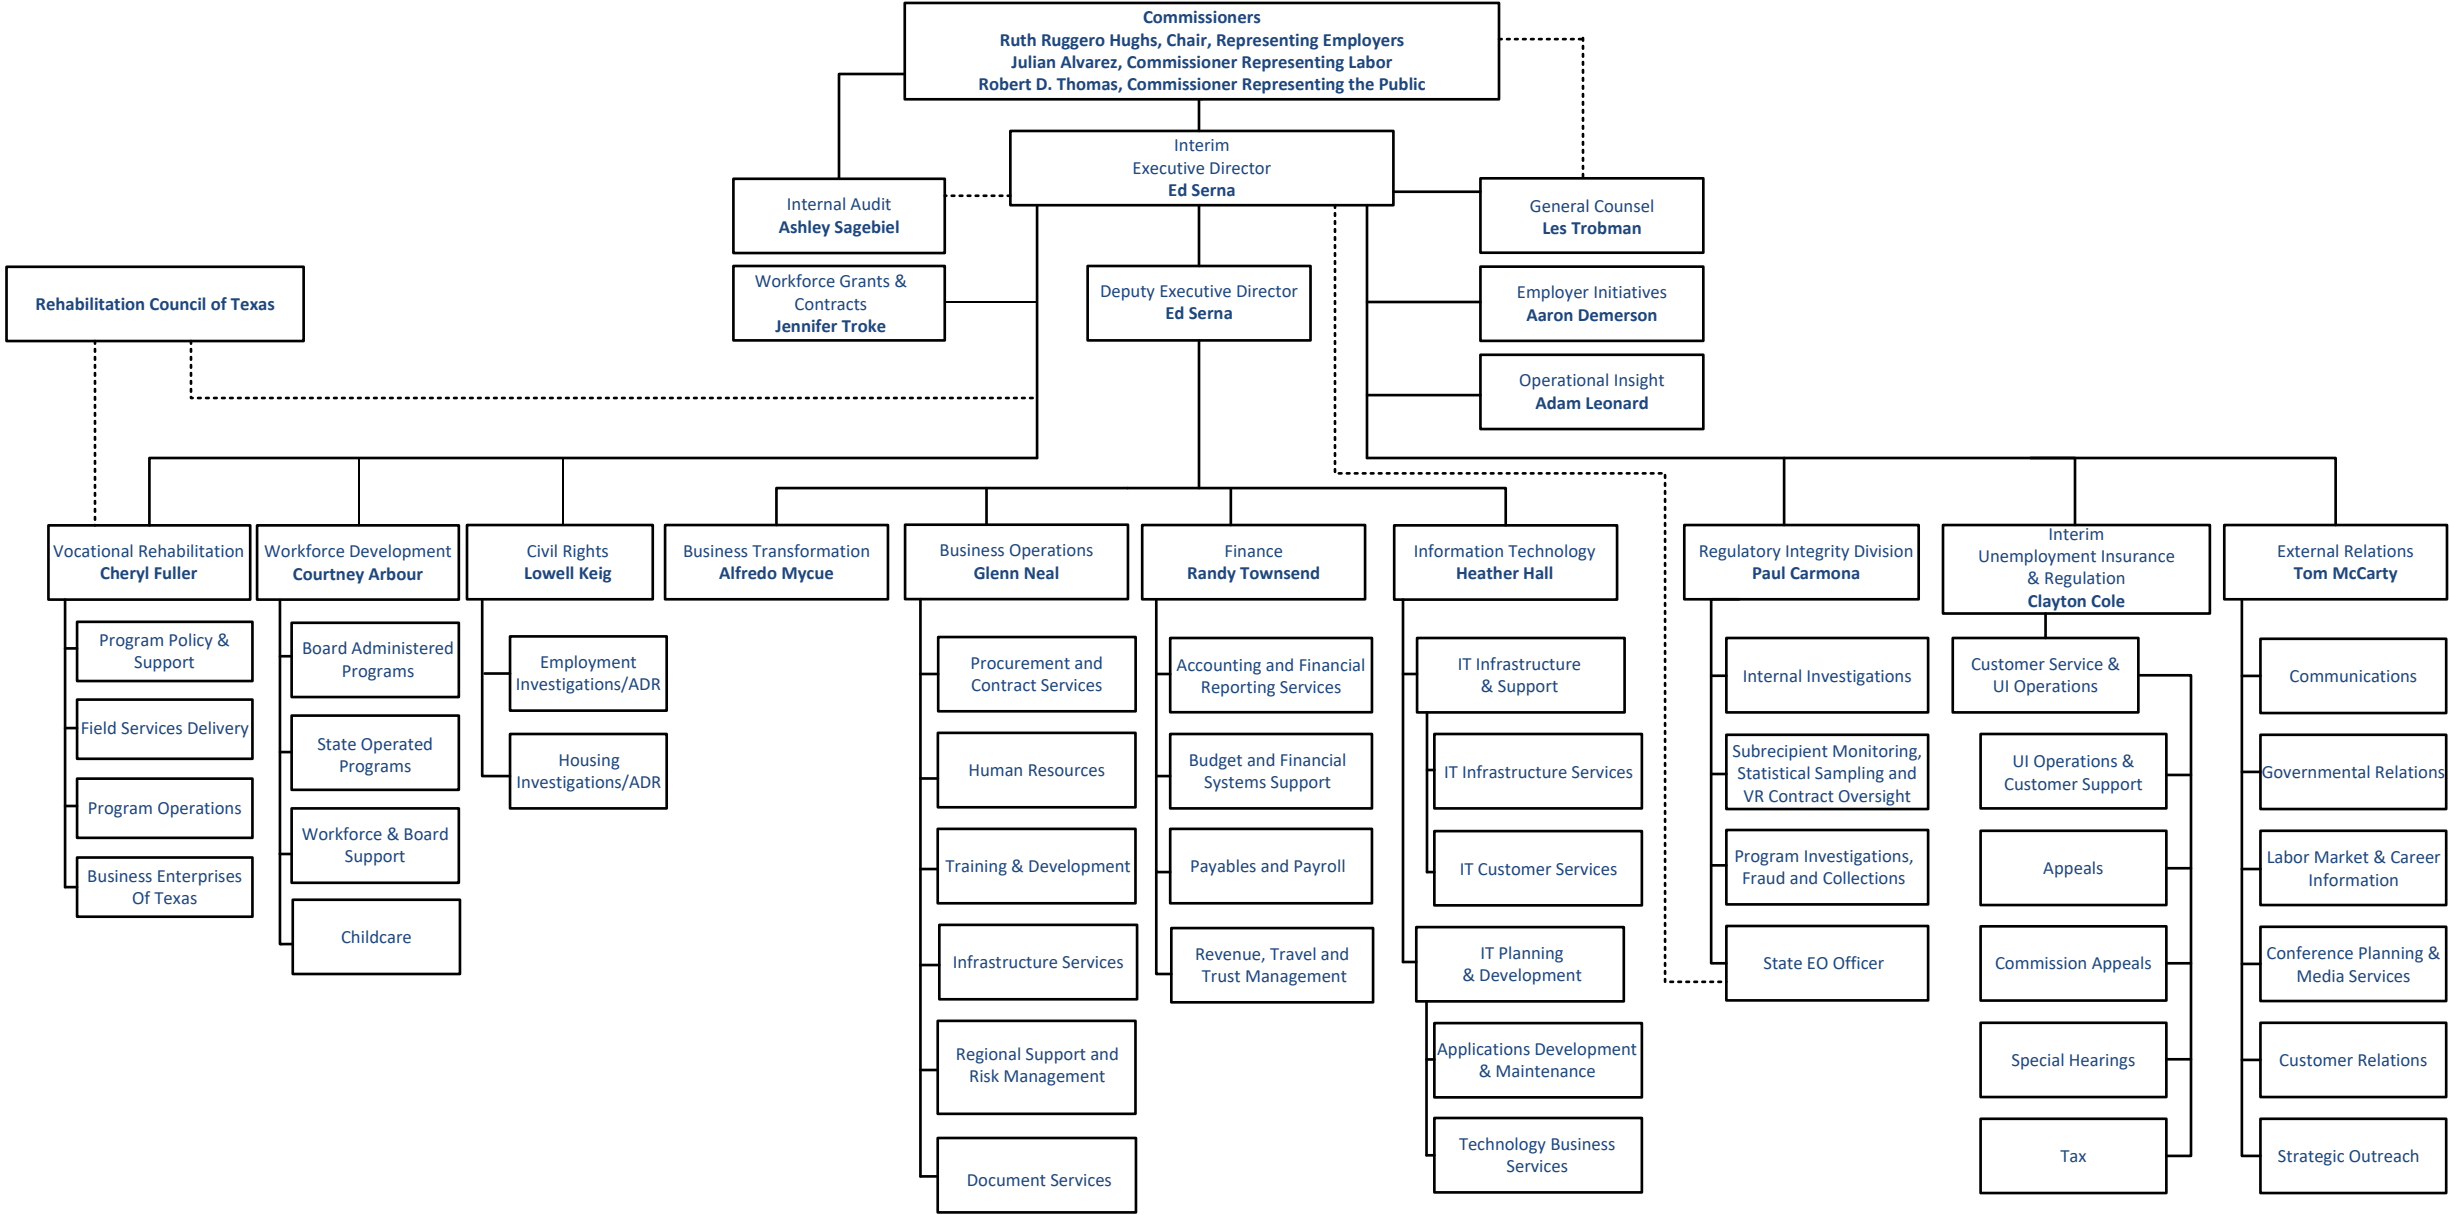 Commissioners
Ruth Ruggero Hughs, Chair, Representing Employers
Julian Alvarez, Commissioner Representing Labor
Robert D. Thomas, Commissioner Representing the Public
Interim
Executive Director
Ed Serna
Internal Audit
Ashley Sagebiel
General Counsel
Les Trobman
Rehabilitation Council of Texas
Workforce Grants &
Contracts
Jennifer Troke
Deputy Executive Director
Ed Serna
Employer Initiatives
Aaron Demerson
Operational Insight
Adam Leonard
Vocational Rehabilitation
Cheryl Fuller
Program Policy &
Support
Field Services Delivery
Program Operations
Business Enterprises
Of Texas
Workforce Development
Courtney Arbour
Board Administered
Programs
State Operated
Programs
Workforce & Board
Support
Childcare
Civil Rights
Lowell Keig
Employment
Investigations/ADR
Housing
Investigations/ADR
Business Transformation
Alfredo Mycue
Business Operations
Glenn Neal
Procurement and
Contract Services
Human Resources
Training & Development
Infrastructure Services
Regional Support and
Risk Management
Document Services
Finance
Randy Townsend
Accounting and Financial
Reporting Services
Budget and Financial
Systems Support
Payables and Payroll
Revenue, Travel and
Trust Management
Information Technology
Heather Hall
IT Infrastructure
& Support
IT Infrastructure Services
IT Customer Services
IT Planning
& Development
Applications Development
& Maintenance
Technology Business
Services
Regulatory Integrity Division
Paul Carmona
Internal Investigations
Subrecipient Monitoring,
Statistical Sampling and
VR Contract Oversight
Program Investigations,
Fraud and Collections
State EO Officer
Interim
Unemployment Insurance
& Regulation
Clayton Cole
Customer Service &
UI Operations
UI Operations &
Customer Support
Appeals
Commission Appeals
Special Hearings
Tax
External Relations
Tom McCarty
Communications
Governmental Relations
Labor Market & Career
Information
Conference Planning &
Media Services
Customer Relations
Strategic Outreach